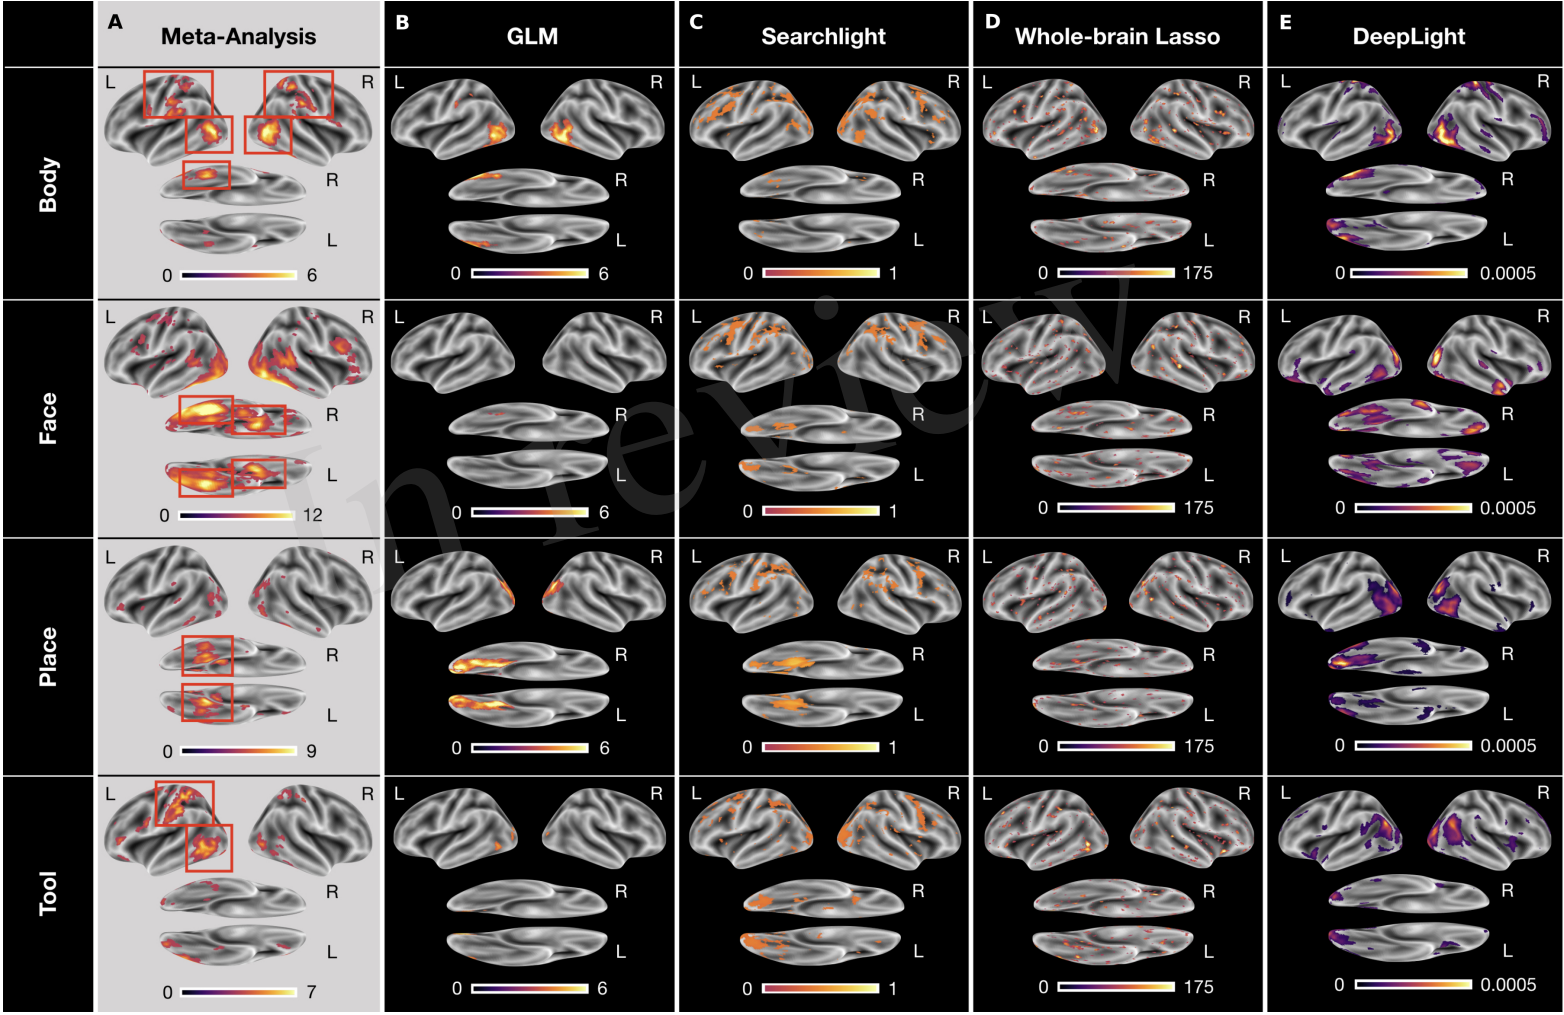 A B C D E
Meta-Analysis GLM Searchlight Whole-brain Lasso DeepLight
Body
L R L R L R L R L R
R R R R R
L L L L L
0 6 0 6 0 1 0 175 0 0.0005
Face
L R L R L R L R L R
R R R R R
L L L L L
0 12 0 6 0 1 0 175 0 0.0005
Place
L R L R L R L R L R
R R R R R
L L L L L
0 9 0 6 0 1 0 175 0 0.0005
Tool
L R L R L R L R L R
R R R R R
L L L L L
0 7 0 6 0 1 0 175 0 0.0005
In review